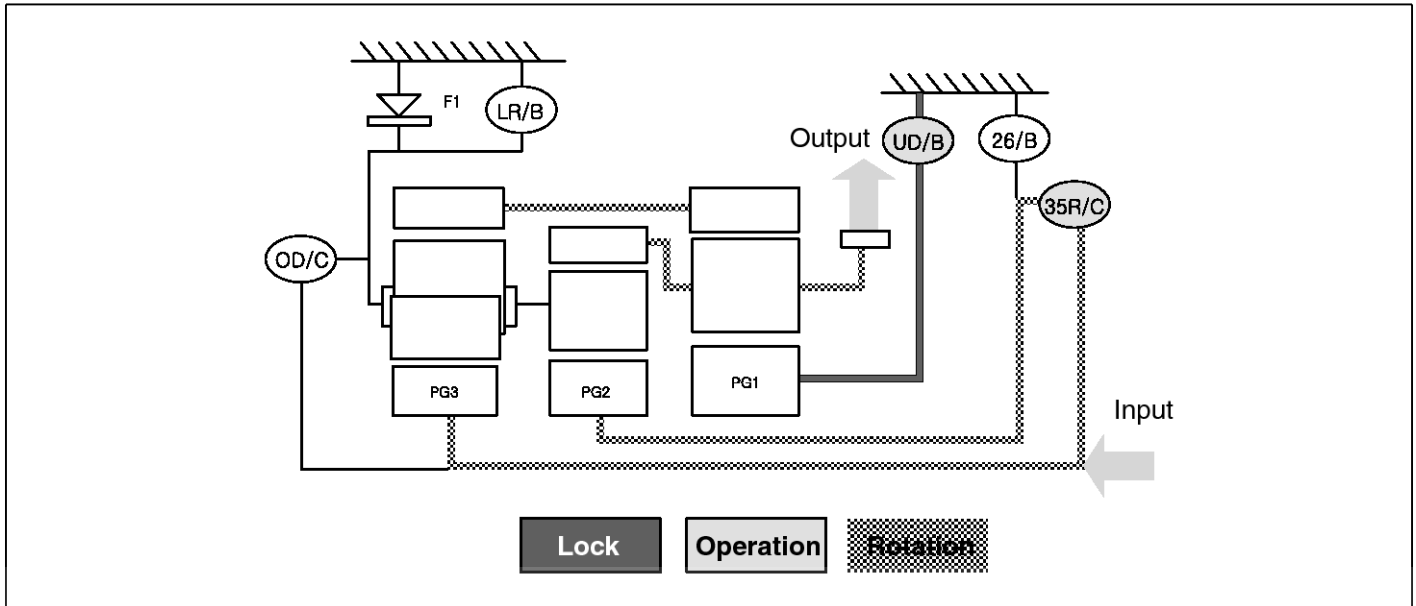 F1
LR/B
Output
UD/B
26/B
35R/C
OD/C
PG3
PG2
PG1
Input
Lock
Operation
Rotation